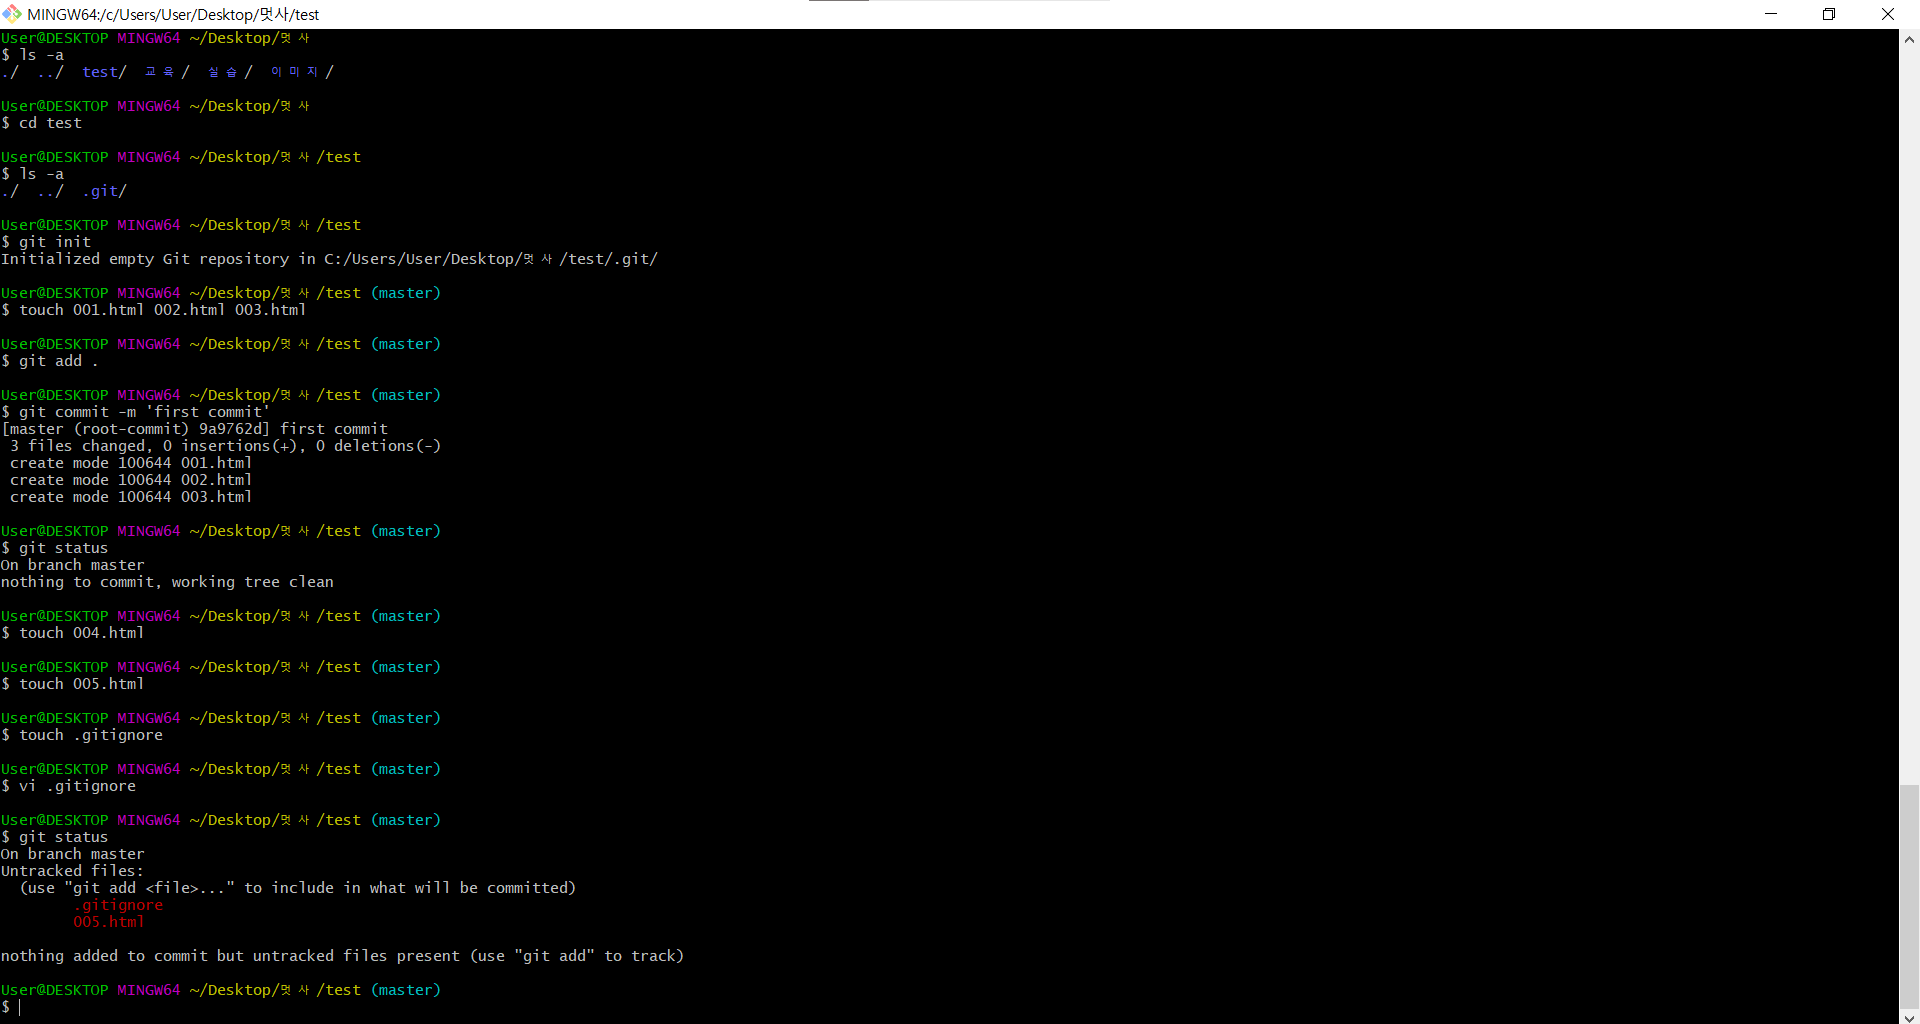 MINGW64:/c/Users/User/Desktop/멋사/test
User@DESKTOP MINGW64 ~/Desktop/멋사
$ ls -a
./  ../  test/  교육/  실습/  이미지/
User@DESKTOP MINGW64 ~/Desktop/멋사
$ cd test
User@DESKTOP MINGW64 ~/Desktop/멋사/test
$ ls -a
./  ../  .git/
User@DESKTOP MINGW64 ~/Desktop/멋사/test
$ git init
Initialized empty Git repository in C:/Users/User/Desktop/멋사/test/.git/
User@DESKTOP MINGW64 ~/Desktop/멋사/test (master)
$ touch 001.html 002.html 003.html
User@DESKTOP MINGW64 ~/Desktop/멋사/test (master)
$ git add .
User@DESKTOP MINGW64 ~/Desktop/멋사/test (master)
$ git commit -m 'first commit'
[master (root-commit) 9a9762d] first commit
 3 files changed, 0 insertions(+), 0 deletions(-)
 create mode 100644 001.html
 create mode 100644 002.html
 create mode 100644 003.html
User@DESKTOP MINGW64 ~/Desktop/멋사/test (master)
$ git status
On branch master
nothing to commit, working tree clean
User@DESKTOP MINGW64 ~/Desktop/멋사/test (master)
$ touch 004.html
User@DESKTOP MINGW64 ~/Desktop/멋사/test (master)
$ touch 005.html
User@DESKTOP MINGW64 ~/Desktop/멋사/test (master)
$ touch .gitignore
User@DESKTOP MINGW64 ~/Desktop/멋사/test (master)
$ vi .gitignore
User@DESKTOP MINGW64 ~/Desktop/멋사/test (master)
$ git status
On branch master
Untracked files:
  (use "git add <file>..." to include in what will be committed)
        .gitignore
        005.html
nothing added to commit but untracked files present (use "git add" to track)
User@DESKTOP MINGW64 ~/Desktop/멋사/test (master)
$